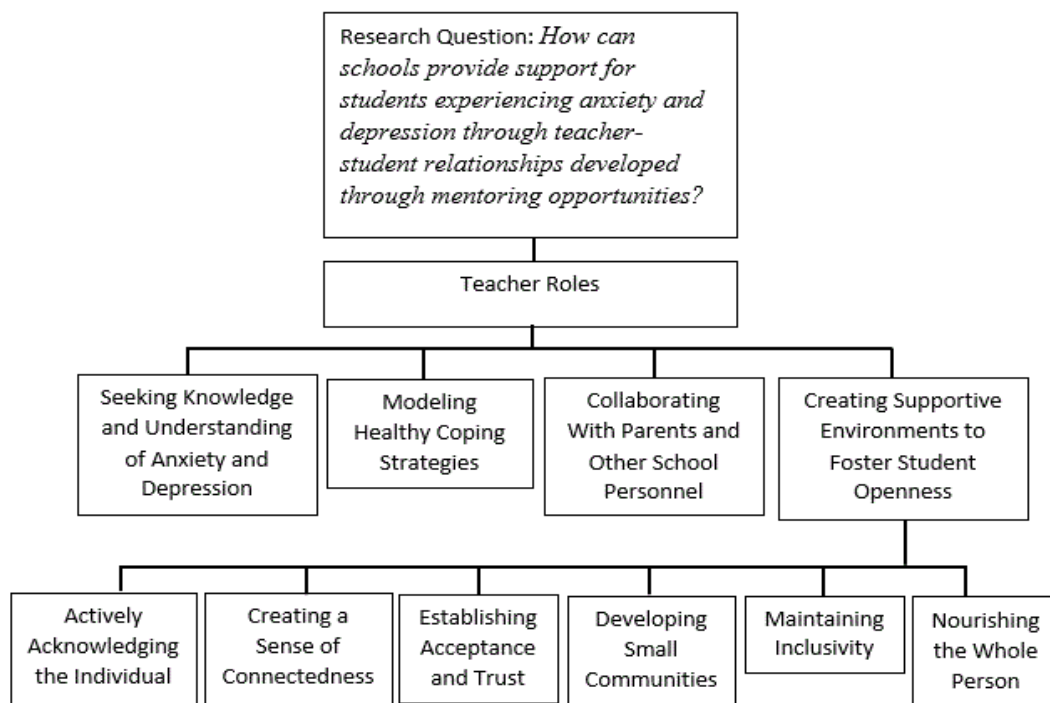 Research Question: How can
schools provide support for
students experiencing anxiety and
depression through teacher-
student relationships developed
through mentoring opportunities?
Teacher Roles
Seeking Knowledge
and Understanding
of Anxiety and
Depression
Modeling
Healthy Coping
Strategies
Collaborating
With Parents and
Other School
Personnel
Creating Supportive
Environments to
Foster Student
Openness
Actively
Acknowledging
the Individual
Creating a
Sense of
Connectedness
Establishing
Acceptance
and Trust
Developing
Small
Communities
Maintaining
Inclusivity
Nourishing
the Whole
Person